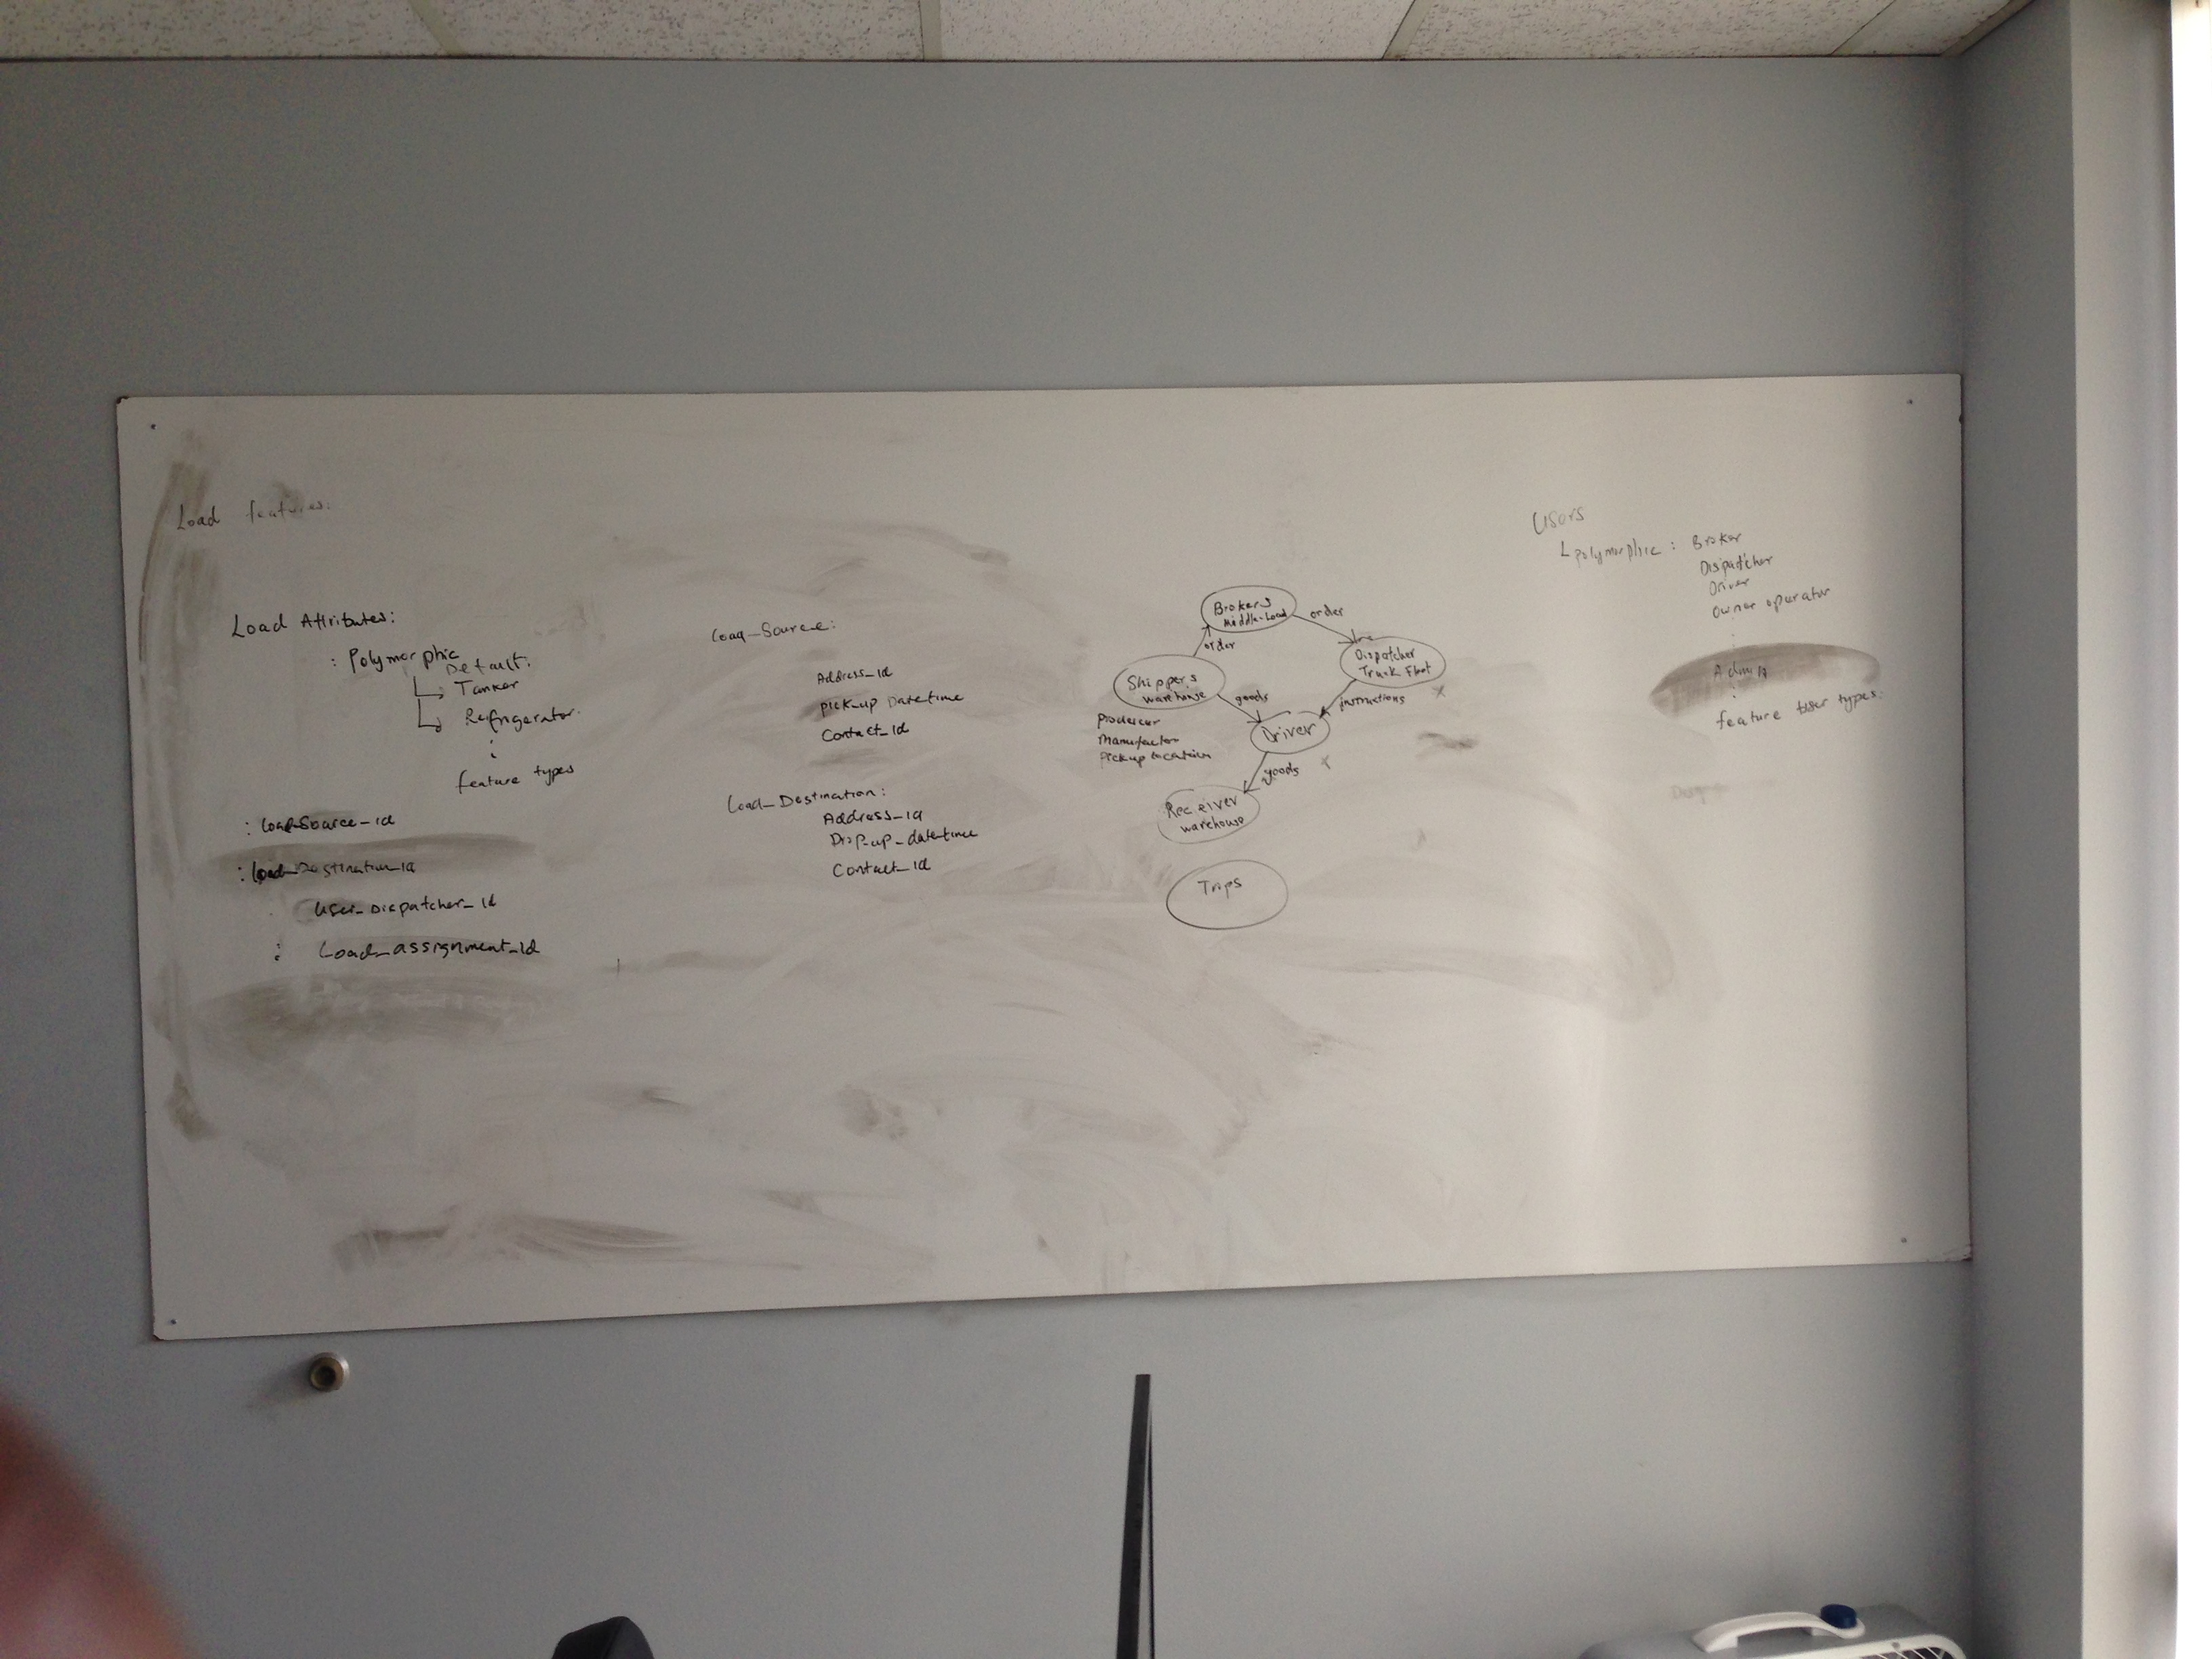 Load features:
Load Attributes:
: Polymorphic
Default.
Tanker
Refrigerator.
feature types
: Load_Source_id
: Load_Destination_id
User_Dispatcher_id
: Load_assignment_id
Load_Source:
Address_id
pick-up Datetime
Contact_id
Load_Destination:
Address_id
Drop_up_datetime
Contact_id
Brokers
Middle-Load
order
order
Dispatcher
Truck Fleet
Shippers
warehouse
goods
instructions
Producer
Manufacturer
Pickup location
Driver
goods
Receiver
warehouse
Trips
Users
polymorphic : Broker
Dispatcher
Driver
Owner operator
Admin
feature User types.